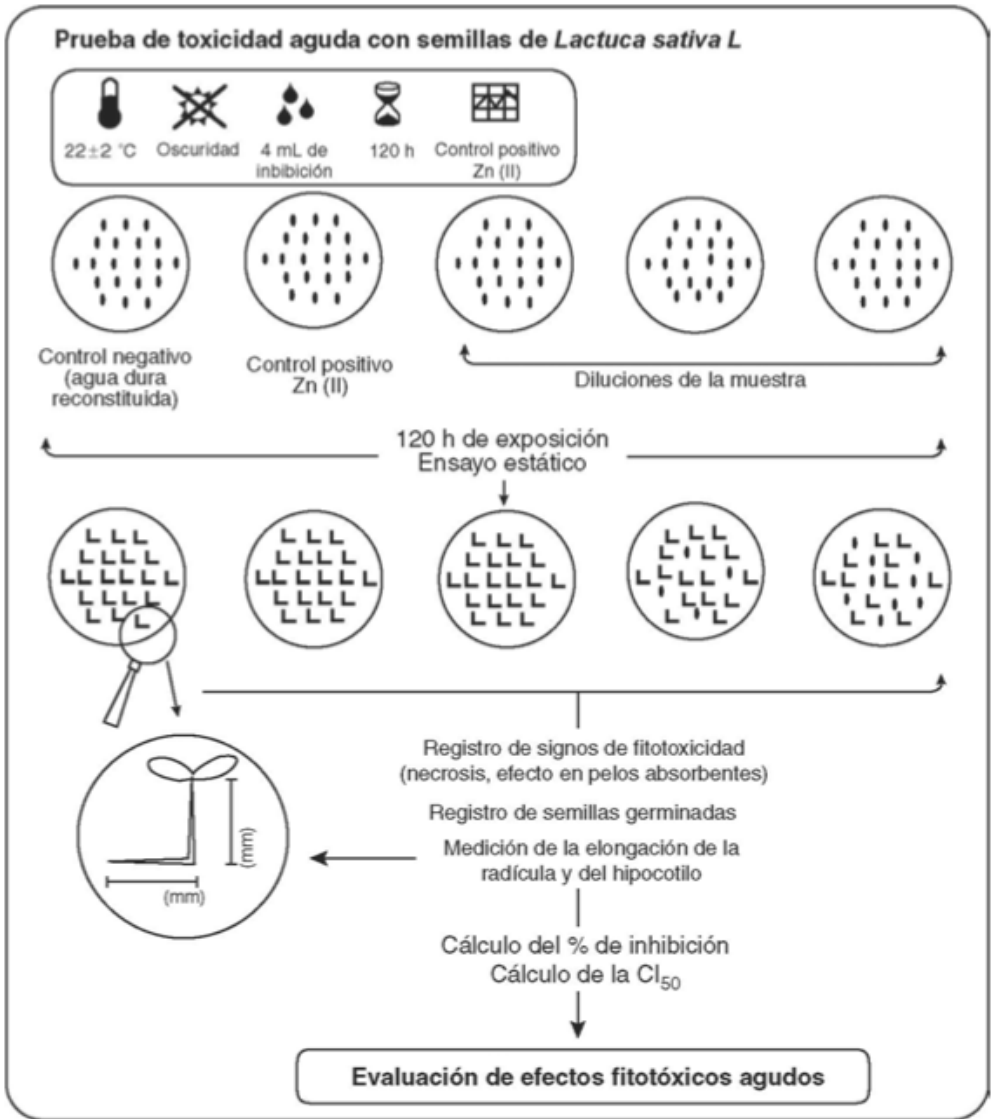 Prueba de toxicidad aguda con semillas de Lactuca sativa L
22±2 °C
Oscuridad
4 mL de
inbibición
120 h
Control positivo
Zn (II)
Control negativo
(agua dura
reconstituida)
Control positivo
Zn (II)
Diluciones de la muestra
120 h de exposición
Ensayo estático
Registro de signos de fitotoxicidad
(necrosis, efecto en pelos absorbentes)
Registro de semillas germinadas
Medición de la elongación de la
radícula y del hipocotilo
(mm)
(mm)
Cálculo del % de inhibición
Cálculo de la CI50
Evaluación de efectos fitotóxicos agudos